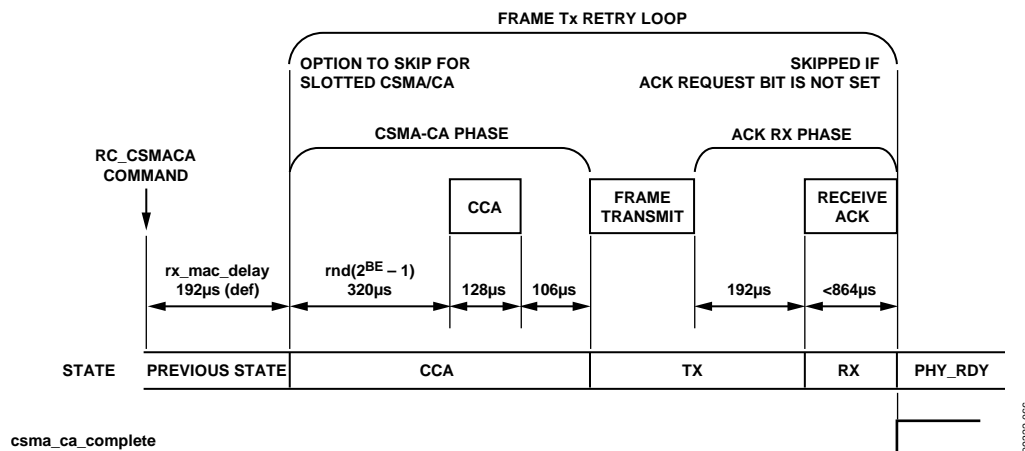 FRAME Tx RETRY LOOP
OPTION TO SKIP FOR
SLOTTED CSMA/CA
SKIPPED IF
ACK REQUEST BIT IS NOT SET
CSMA-CA PHASE
ACK RX PHASE
RC_CSMACA
COMMAND
CCA
FRAME
TRANSMIT
RECEIVE
ACK
rx_mac_delay
192µs (def)
rnd(2^BE – 1)
320µs
128µs
106µs
192µs
<864µs
STATE
PREVIOUS STATE
CCA
TX
RX
PHY_RDY
csma_ca_complete